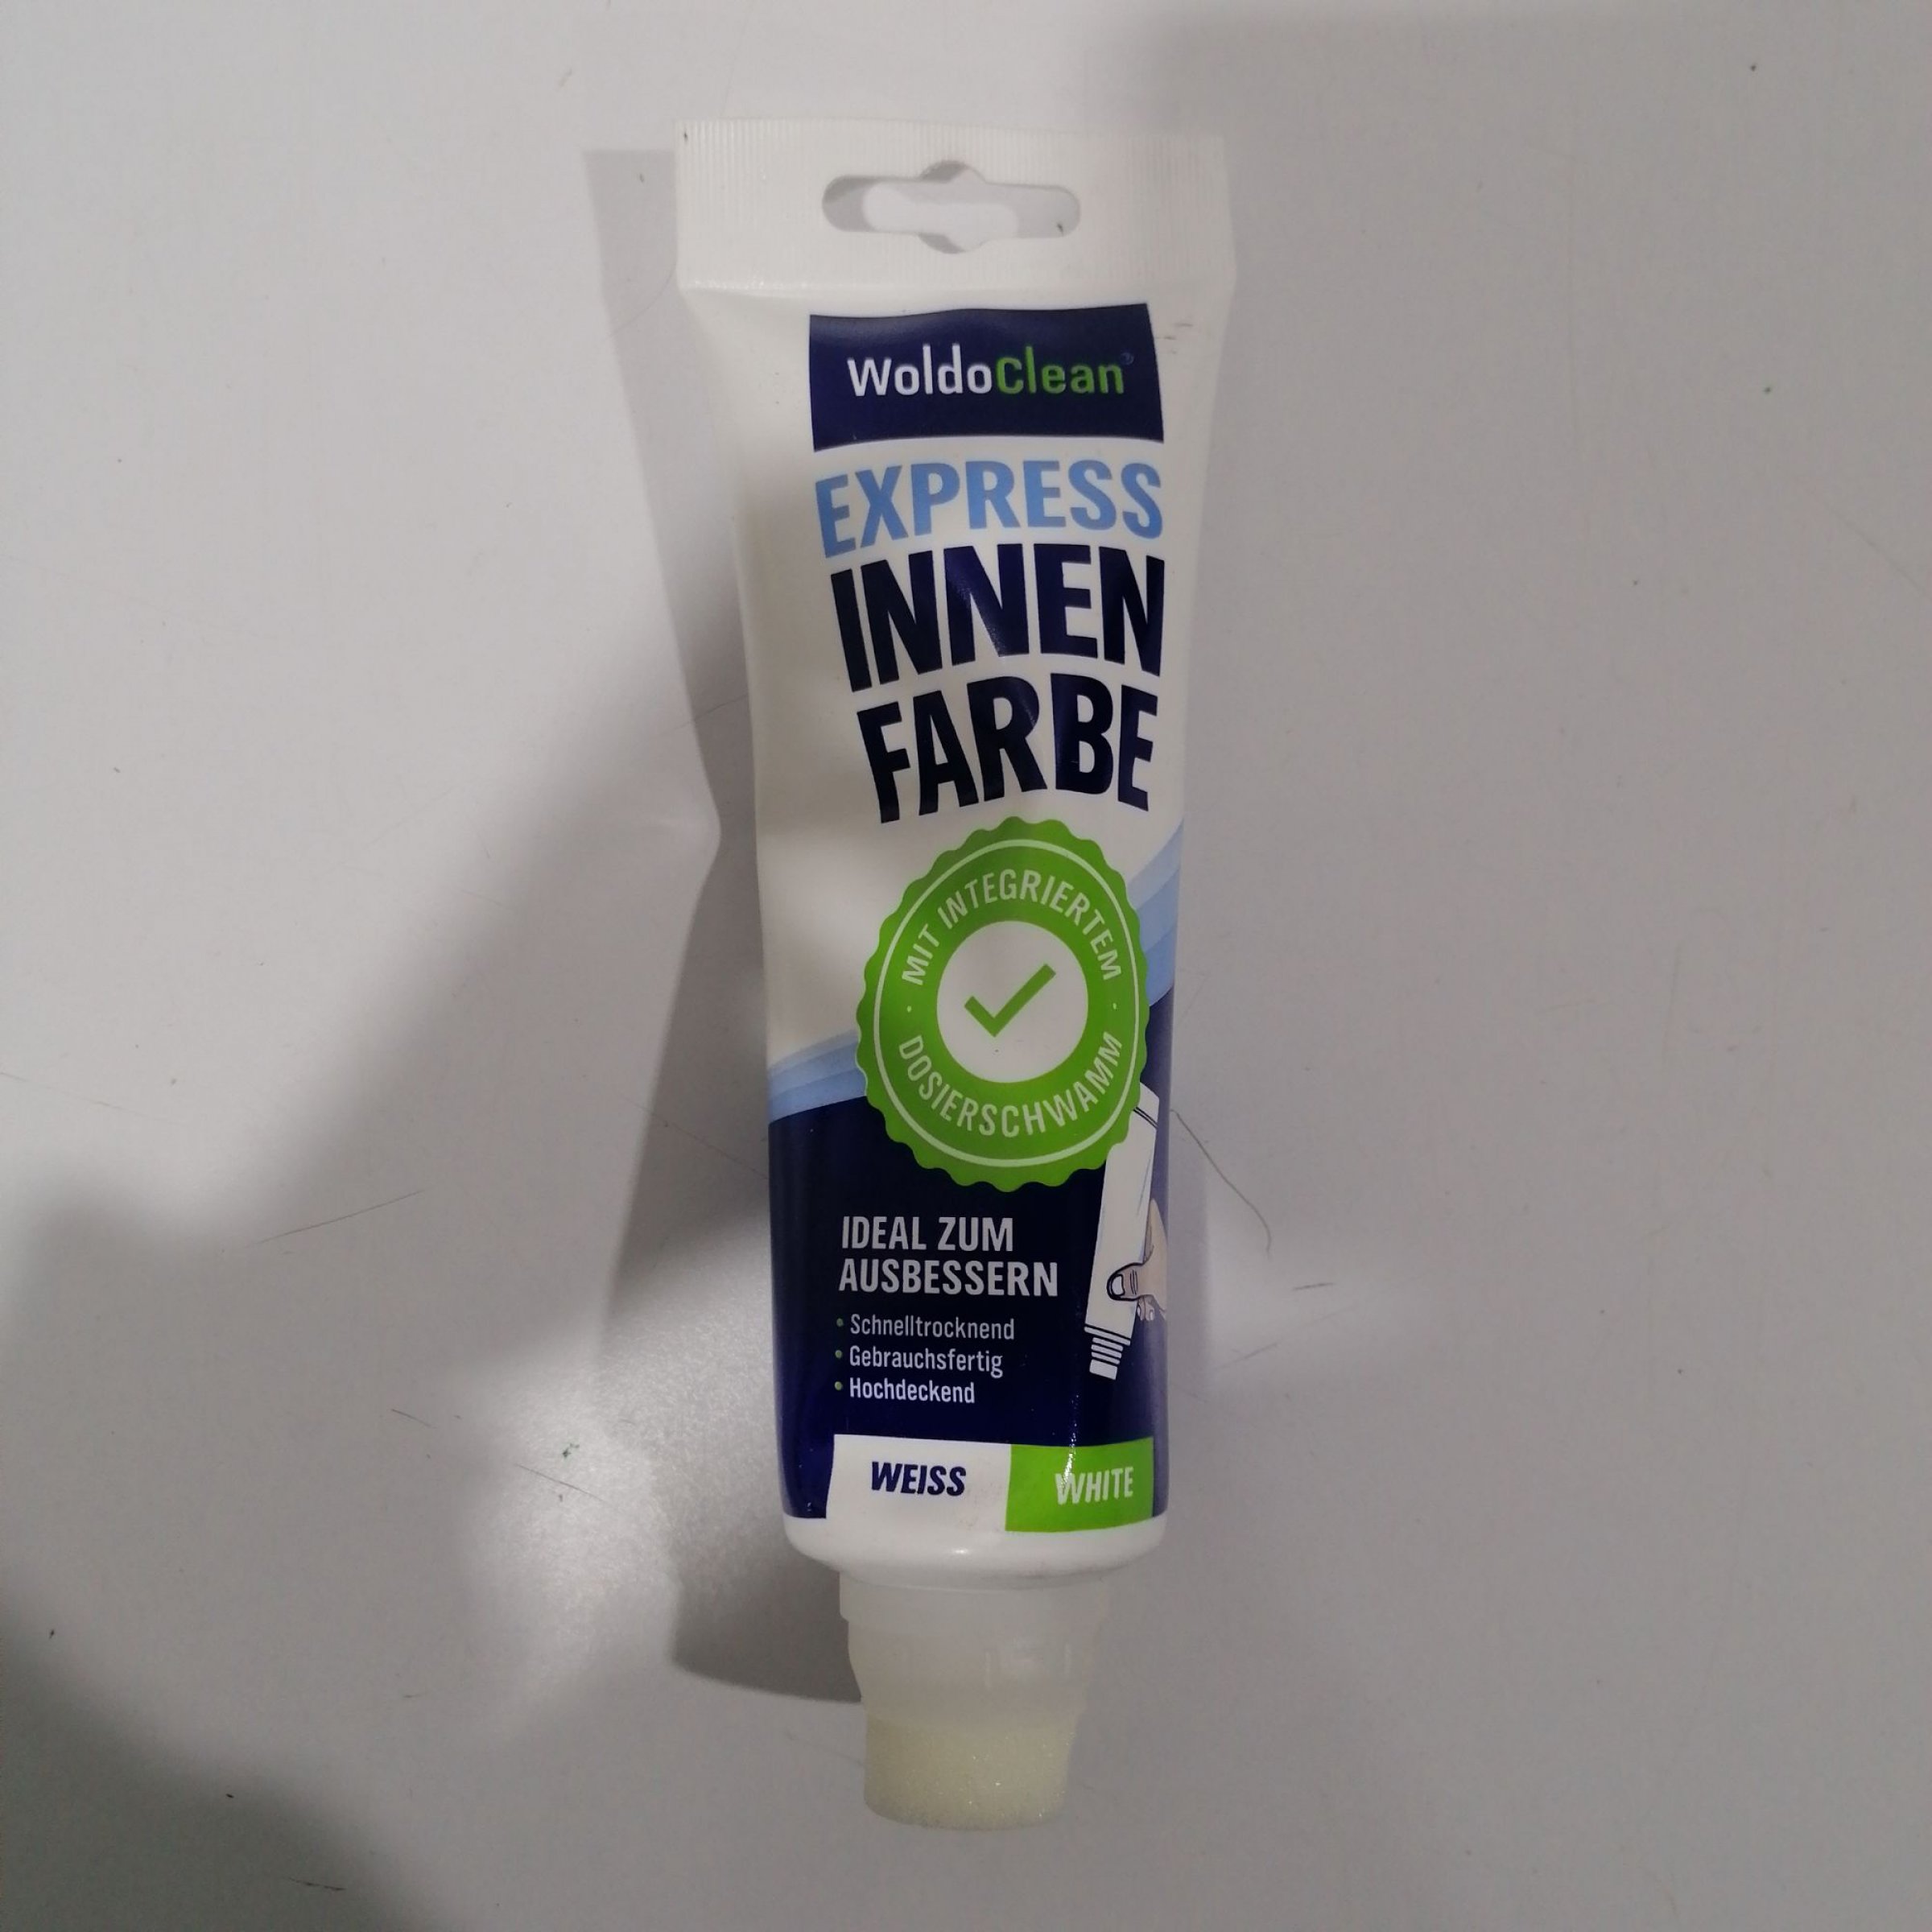 WoldoClean®
EXPRESS
INNEN
FARBE
· MIT INTEGRIERTEM ·
DOSIERSCHWAMM
IDEAL ZUM
AUSBESSERN
• Schnelltrocknend
• Gebrauchsfertig
• Hochdeckend
WEISS WHITE